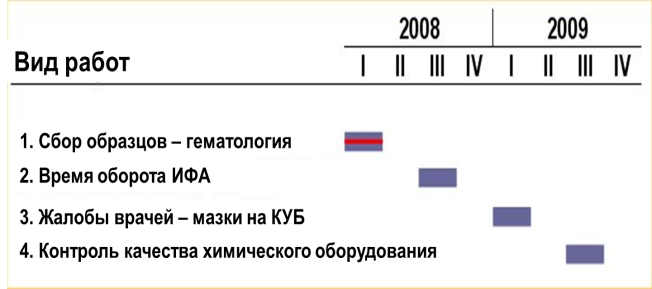 2008 2009
Вид работ I II III IV I II III IV
1. Сбор образцов – гематология
2. Время оборота ИФА
3. Жалобы врачей – мазки на КУБ
4. Контроль качества химического оборудования